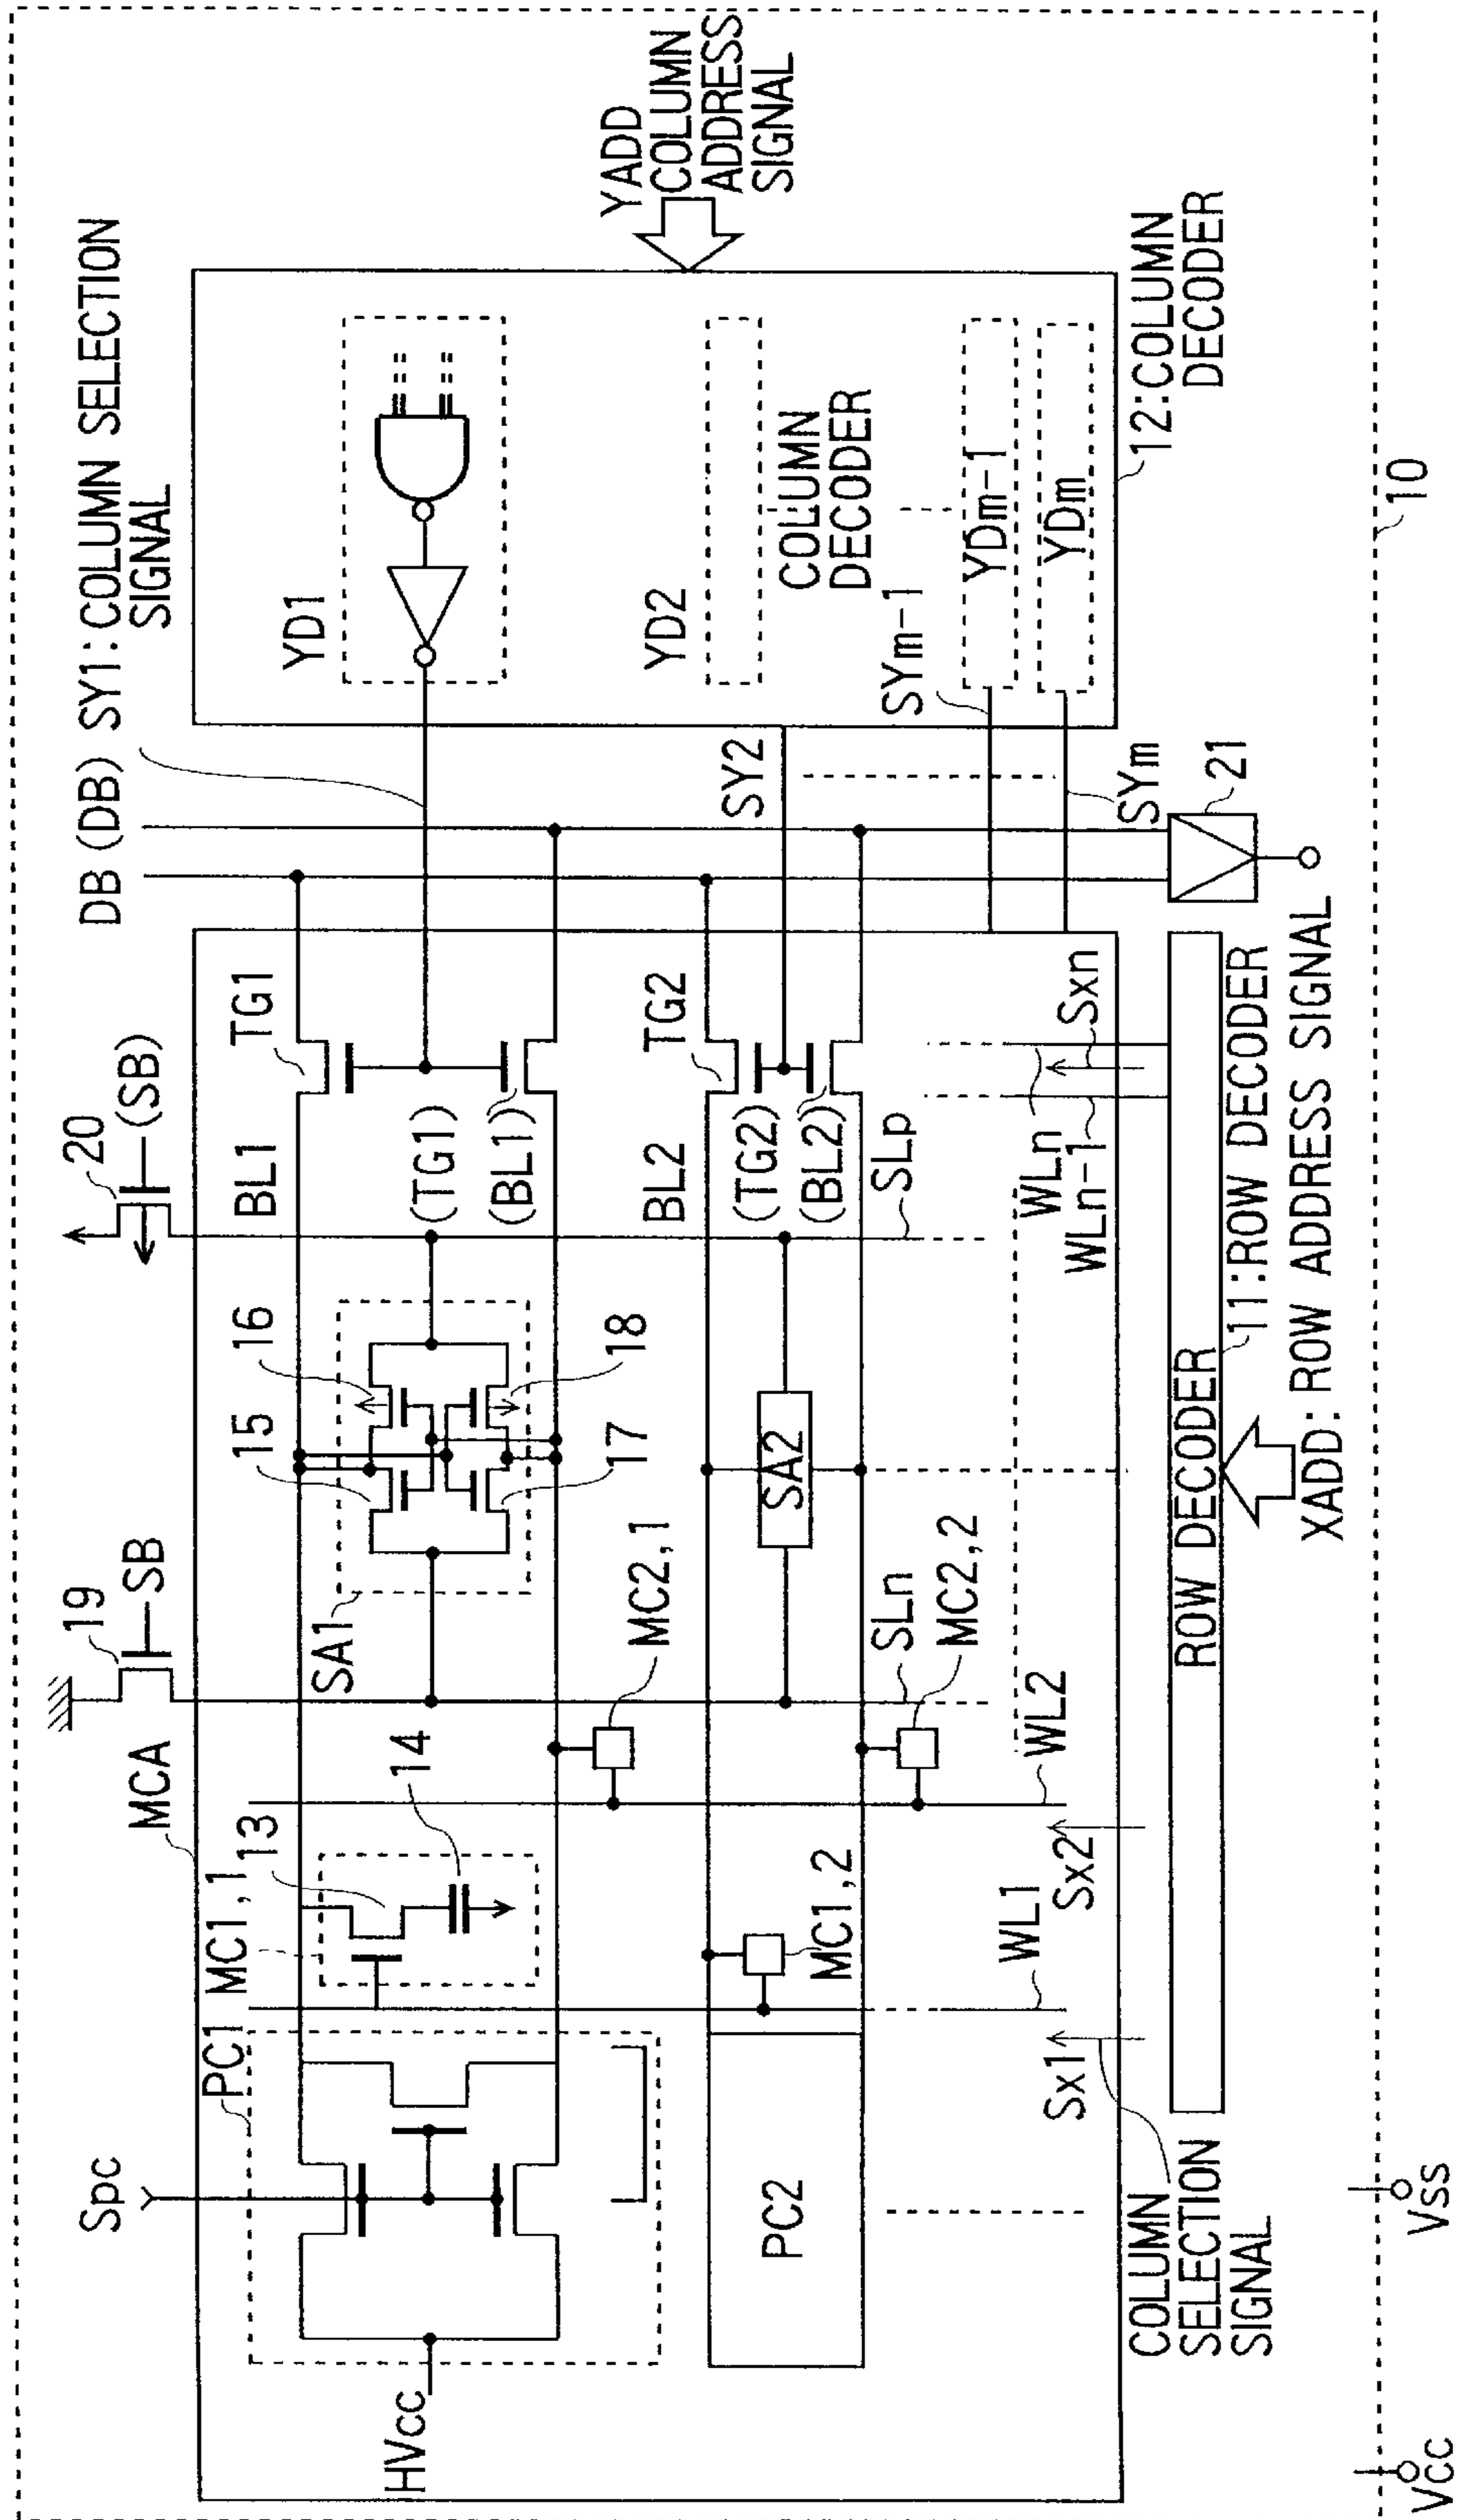 Spc
HVcc
PC1
MC1,1
13
14
MCA
19
SB
SA1
15
16
17
18
20
(SB)
BL1
TG1
(TG1)
(BL1)
DB (DB)
SY1:COLUMN SELECTION
SIGNAL
YD1
YADD
COLUMN
ADDRESS
SIGNAL
MC2,1
PC2
MC1,2
MC2,2
SA2
SLn
SLp
BL2
TG2
(TG2)
(BL2)
SY2
YD2
COLUMN
DECODER
SYm-1
YDm-1
YDm
SYm
12:COLUMN
DECODER
WL1
WL2
WLn
WLn-1
Sx1
Sx2
Sxn
21
COLUMN
SELECTION
SIGNAL
ROW DECODER
11:ROW DECODER
XADD: ROW ADDRESS SIGNAL
10
Vcc
Vss